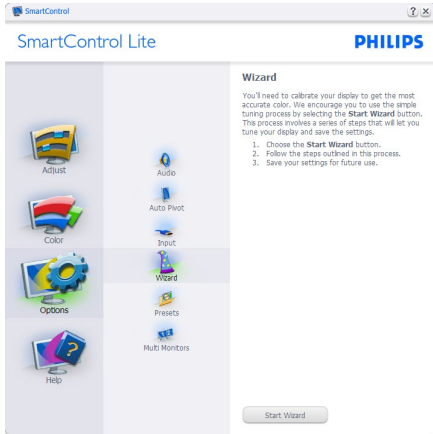 SmartControl
? ×
SmartControl Lite
PHILIPS
Adjust
Color
Options
Help
Audio
Auto Pivot
Input
Wizard
Presets
Multi Monitors
Wizard
You'll need to calibrate your display to get the most
accurate color. We encourage you to use the simple
tuning process by selecting the Start Wizard button.
This process involves a series of steps that will let you
tune your display and save the settings.
1. Choose the Start Wizard button.
2. Follow the steps outlined in this process.
3. Save your settings for future use.
Start Wizard